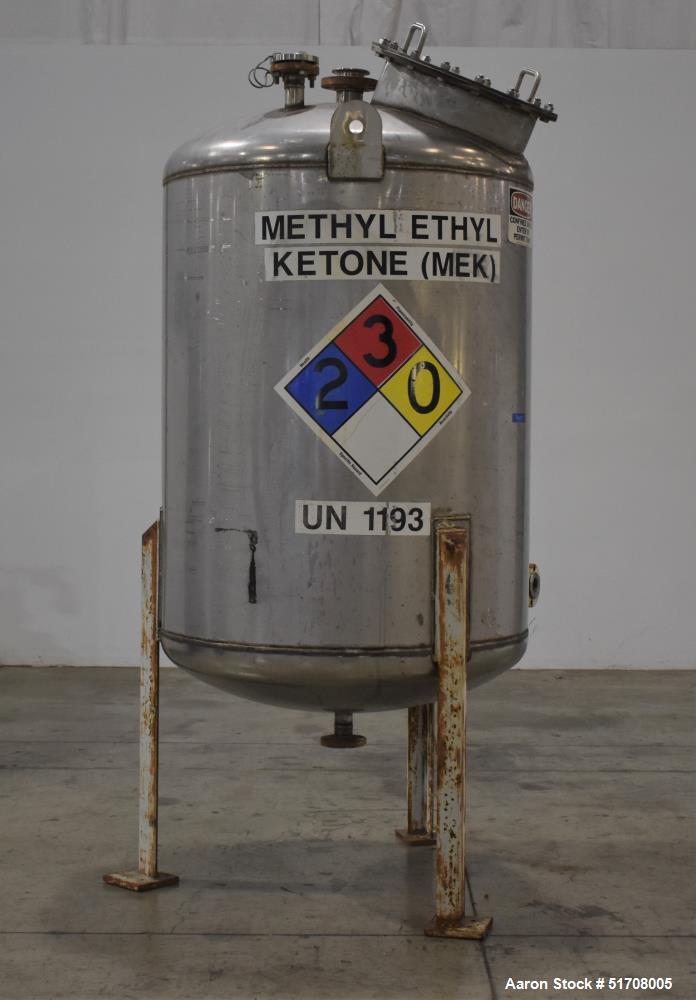 DANGER
METHYL ETHYL
KETONE (MEK)
3
2
0
UN 1193
Aaron Stock # 51708005